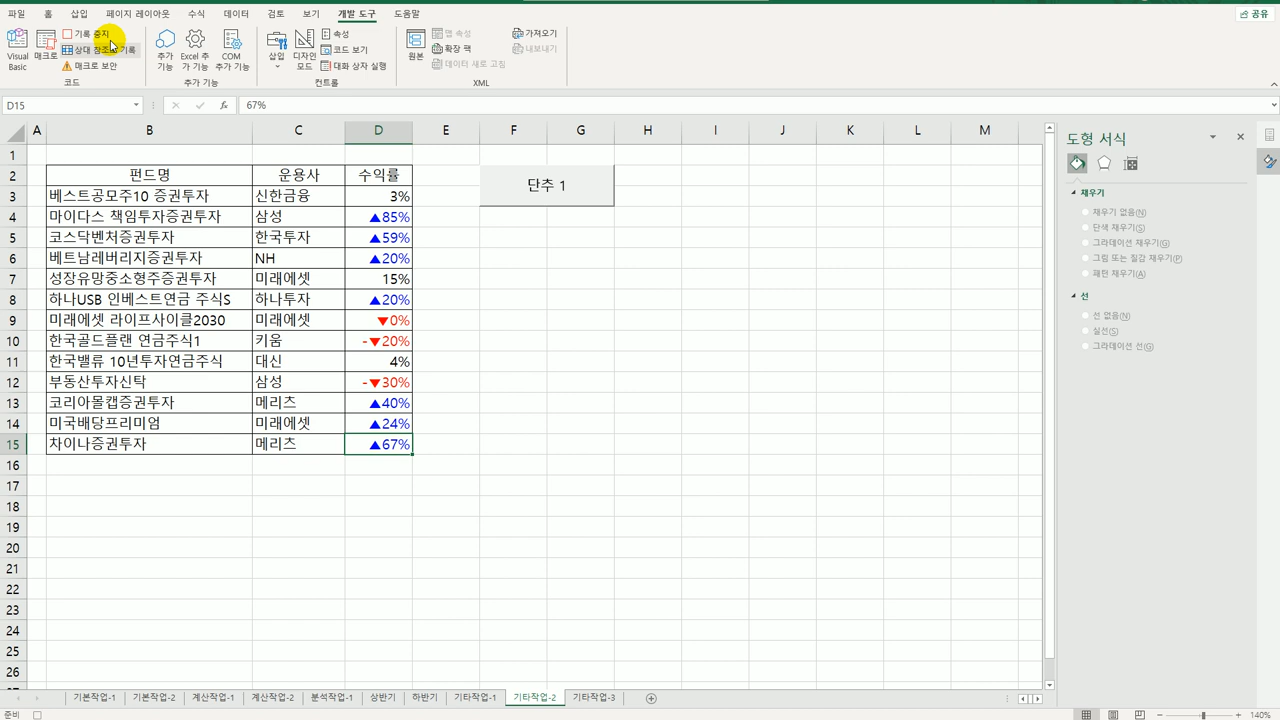 파일 홈 삽입 페이지 레이아웃 수식 데이터 검토 보기 개발 도구 도움말 공유
Visual Basic
매크로
기록 중지
상대 참조로 기록
매크로 보안
코드
추가 기능
Excel 추가 기능
COM 추가 기능
추가 기능
삽입
디자인 모드
속성
코드 보기
대화 상자 실행
컨트롤
원본
맵 속성
확장 팩
데이터 새로 고침
가져오기
내보내기
XML
D15 fx 67%
A B C D E F G H I J K L M
1
2 펀드명 운용사 수익률
3 베스트공모주10 증권투자 신한금융 3%
4 마이다스 책임투자증권투자 삼성 ▲85%
5 코스닥벤처증권투자 한국투자 ▲59%
6 베트남레버리지증권투자 NH ▲20%
7 성장유망중소형주증권투자 미래에셋 15%
8 하나USB 인베스트연금 주식S 하나투자 ▲20%
9 미래에셋 라이프사이클2030 미래에셋 ▼0%
10 한국골드플랜 연금주식1 키움 -▼20%
11 한국밸류 10년투자연금주식 대신 4%
12 부동산투자신탁 삼성 -▼30%
13 코리아몰캡증권투자 메리츠 ▲40%
14 미국배당프리미엄 미래에셋 ▲24%
15 차이나증권투자 메리츠 ▲67%
16
17
18
19
20
21
22
23
24
25
26
단추 1
도형 서식
채우기
채우기 없음(N)
단색 채우기(S)
그라데이션 채우기(G)
그림 또는 질감 채우기(P)
패턴 채우기(A)
선
선 없음(N)
실선(S)
그라데이션 선(G)
기본작업-1 기본작업-2 계산작업-1 계산작업-2 분석작업-1 상반기 하반기 기타작업-1 기타작업-2 기타작업-3
준비 140%